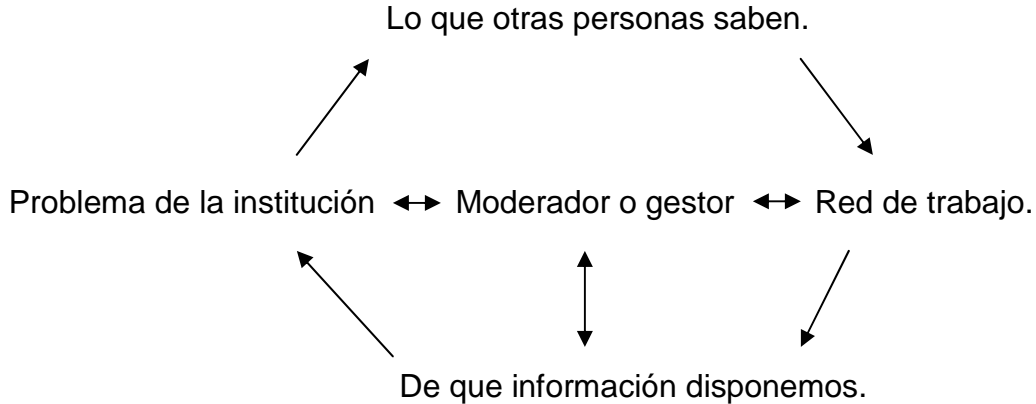 Lo que otras personas saben.
Problema de la institución Moderador o gestor Red de trabajo.
De que información disponemos.